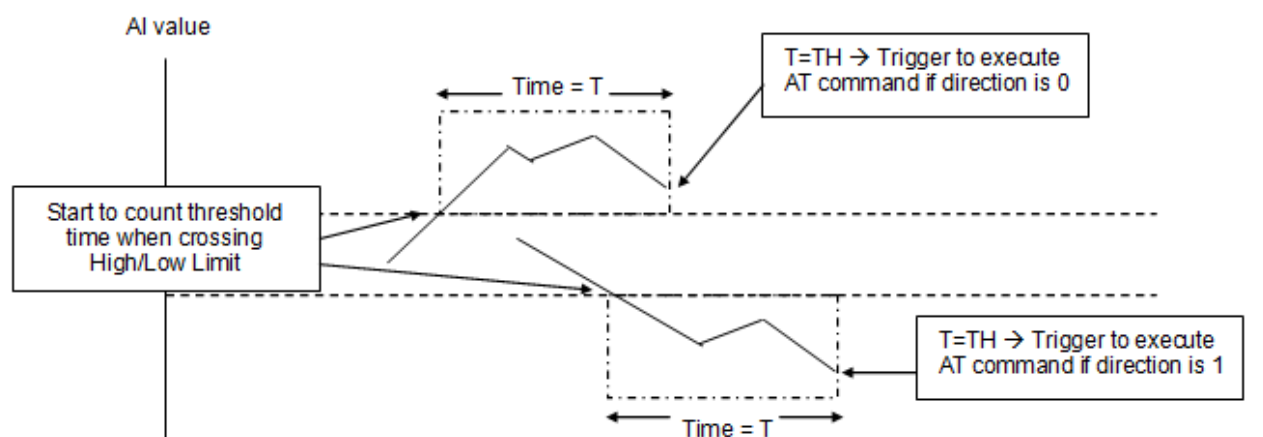 AI value
Time = T
T=TH → Trigger to execute
AT command if direction is 0
Start to count threshold
time when crossing
High/Low Limit
T=TH → Trigger to execute
AT command if direction is 1
Time = T